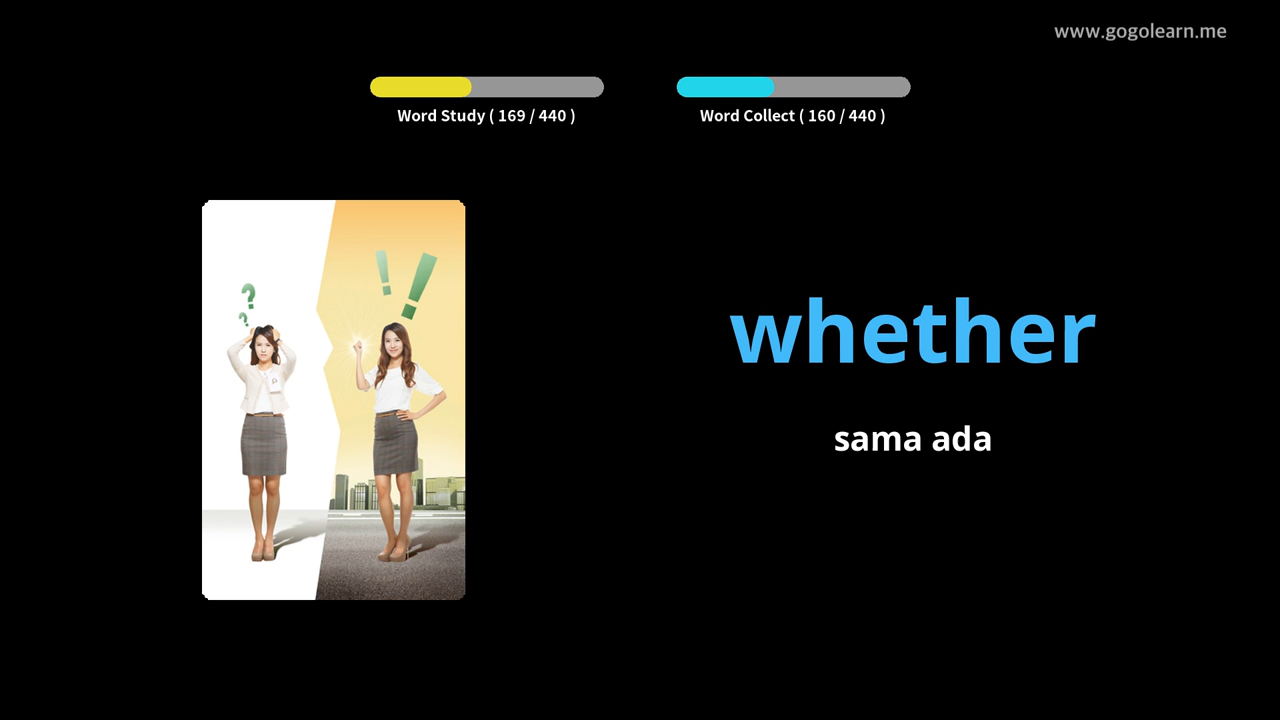 www.gogolearn.me
Word Study ( 169 / 440 )
Word Collect ( 160 / 440 )
? ?
! !
whether
sama ada